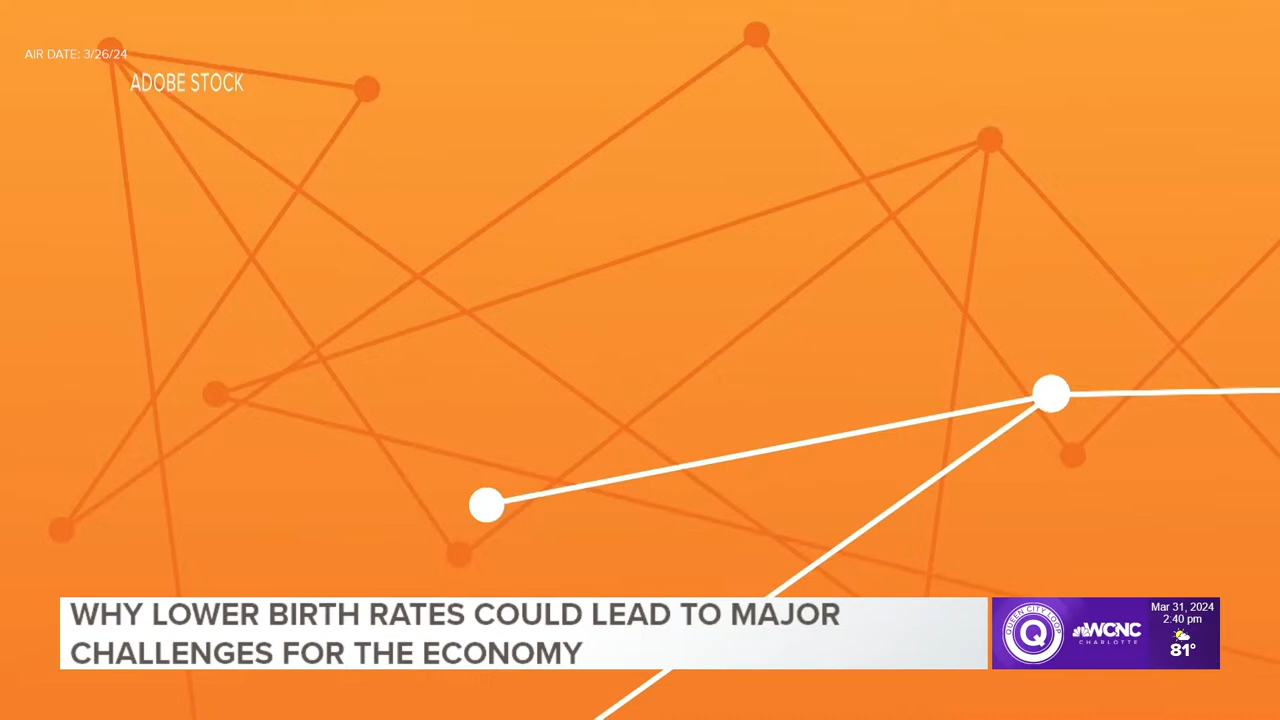 AIR DATE: 3/26/24
ADOBE STOCK
WHY LOWER BIRTH RATES COULD LEAD TO MAJOR
CHALLENGES FOR THE ECONOMY
QUEEN CITY LOOP
Q
WCNC
CHARLOTTE
Mar 31, 2024
2:40 pm
81°